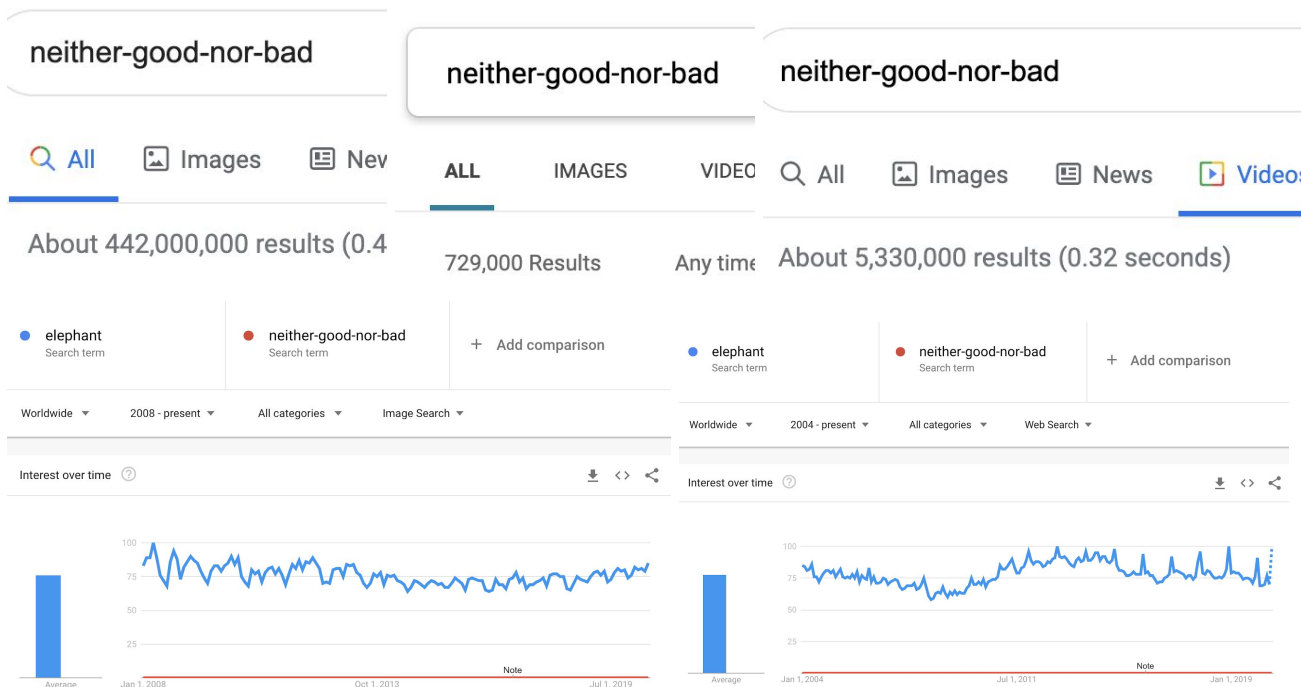 neither-good-nor-bad
All Images New
About 442,000,000 results (0.4
neither-good-nor-bad
ALL IMAGES VIDEO
729,000 Results Any time
neither-good-nor-bad
All Images News Videos
About 5,330,000 results (0.32 seconds)
elephant
Search term
neither-good-nor-bad
Search term
+ Add comparison
Worldwide 2008 - present All categories Image Search
Interest over time ?
100
75
50
25
Note
Average
Jan 1, 2008 Oct 1, 2013 Jul 1, 2019
elephant
Search term
neither-good-nor-bad
Search term
+ Add comparison
Worldwide 2004 - present All categories Web Search
Interest over time ?
100
75
50
25
Note
Average
Jan 1, 2004 Jul 1, 2011 Jan 1, 2019